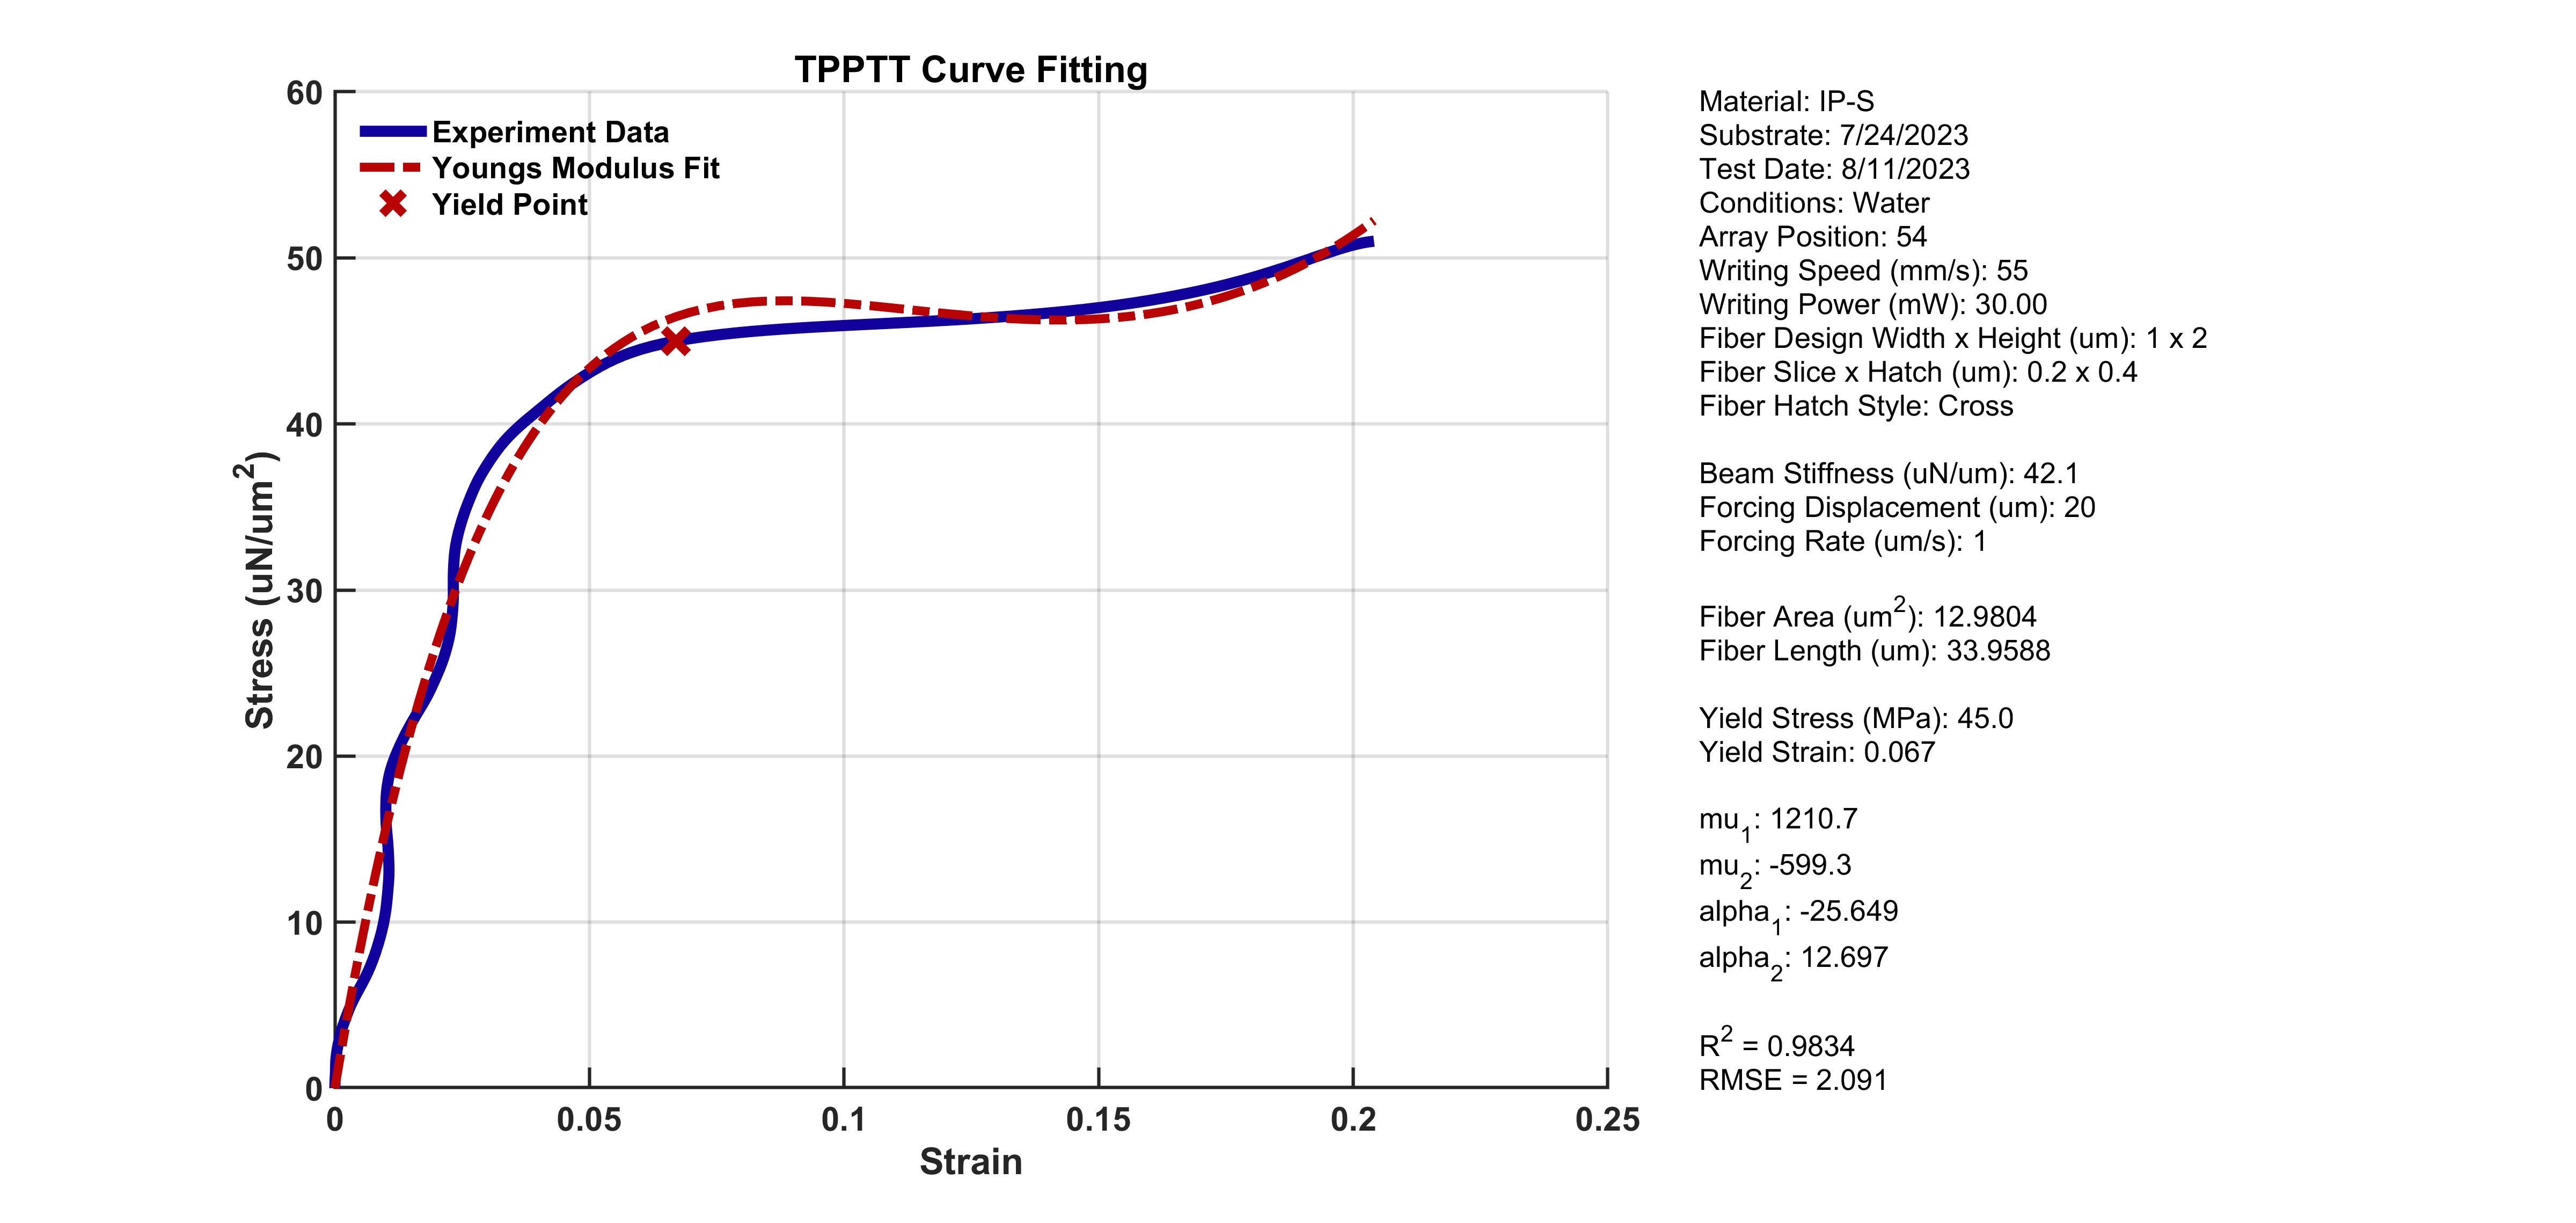 TPPTT Curve Fitting
60
50
40
30
20
10
0
Stress (uN/um²)
Experiment Data
Youngs Modulus Fit
Yield Point
0 0.05 0.1 0.15 0.2 0.25
Strain
Material: IP-S
Substrate: 7/24/2023
Test Date: 8/11/2023
Conditions: Water
Array Position: 54
Writing Speed (mm/s): 55
Writing Power (mW): 30.00
Fiber Design Width x Height (um): 1 x 2
Fiber Slice x Hatch (um): 0.2 x 0.4
Fiber Hatch Style: Cross
Beam Stiffness (uN/um): 42.1
Forcing Displacement (um): 20
Forcing Rate (um/s): 1
Fiber Area (um²): 12.9804
Fiber Length (um): 33.9588
Yield Stress (MPa): 45.0
Yield Strain: 0.067
mu₁: 1210.7
mu₂: -599.3
alpha₁: -25.649
alpha₂: 12.697
R² = 0.9834
RMSE = 2.091